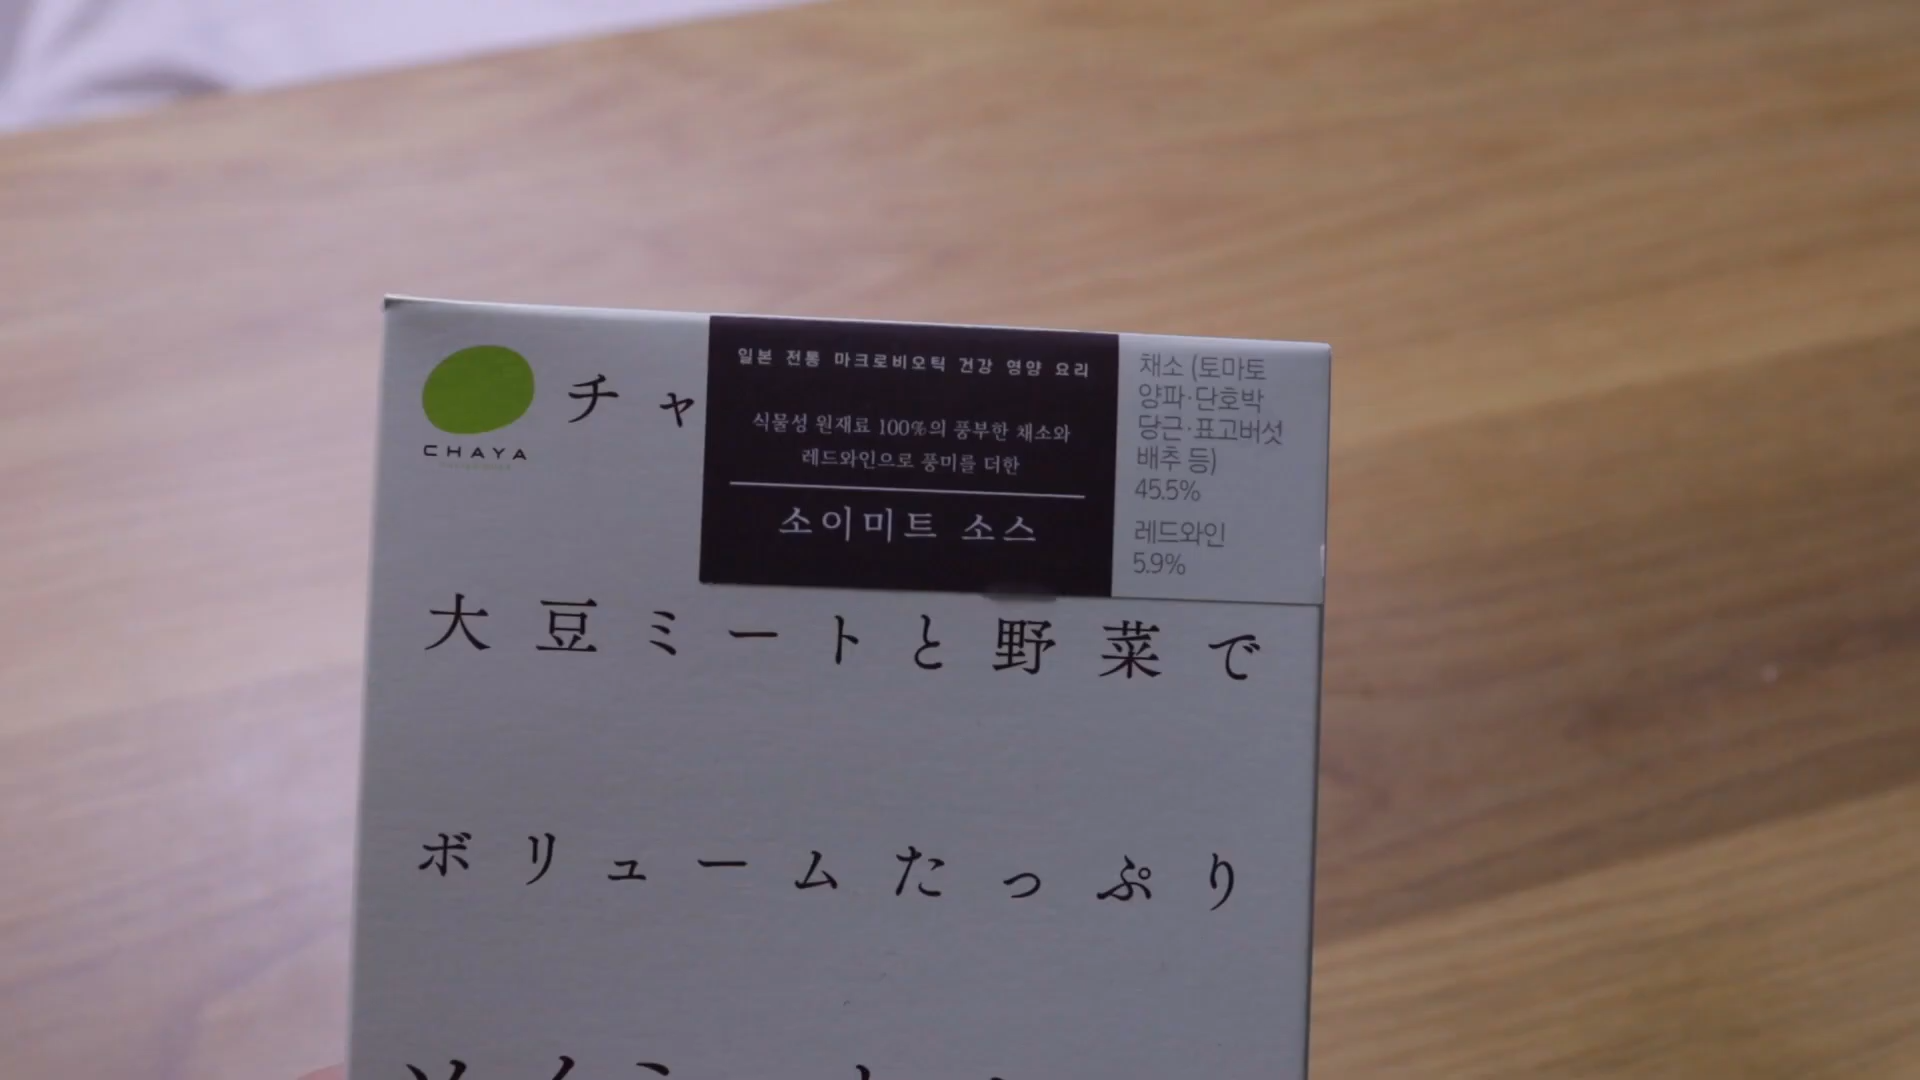 CHAYA
チャ
일본 전통 마크로비오틱 건강 영양 요리
식물성 원재료 100%의 풍부한 채소와
레드와인으로 풍미를 더한
소이미트 소스
채소 (토마토
양파·단호박
당근·표고버섯
배추 등)
45.5%
레드와인
5.9%
大豆ミートと野菜で
ボリュームたっぷり